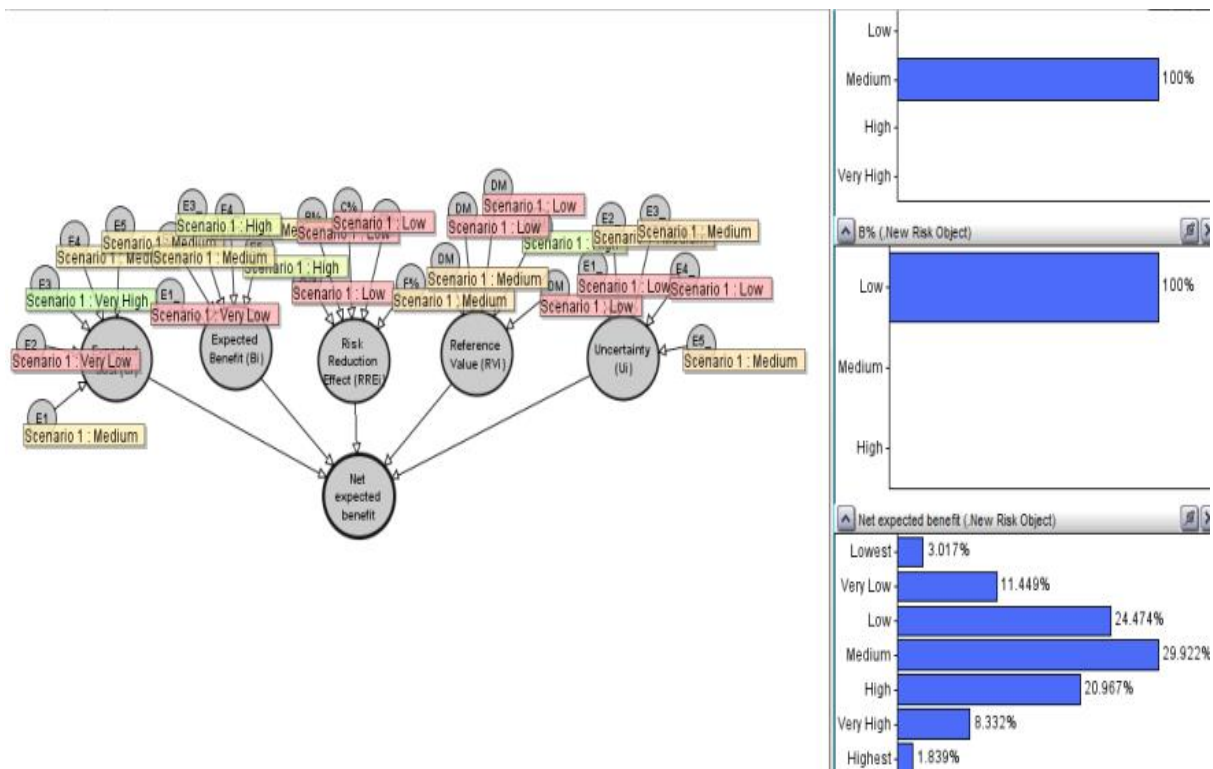 E3_
E4
Scenario 1 : High
E5
Scenario 1 : Medium
E4
Scenario 1 : Medium
Scenario 1 : High
B%
C%
Scenario 1 : Low
Scenario 1 : Low
F%
Scenario 1 : Medium
DM
Scenario 1 : Low
DM
Scenario 1 : Low
DM
Scenario 1 : Medium
DM
Scenario 1 : Low
E2
E3_
Scenario 1 : Medium
E1_
Scenario 1 : Low
E4_
Scenario 1 : Low
E5_
Scenario 1 : Medium
E3
Scenario 1 : Very High
E1_
Scenario 1 : Very Low
E2
Scenario 1 : Very Low
E1
Scenario 1 : Medium
Expected
Benefit (Bi)
Risk
Reduction
Effect (RREi)
Reference
Value (RVi)
Uncertainty
(Ui)
Net
expected
benefit
Low
Medium
100%
High
Very High
B% (.New Risk Object)
Low
100%
Medium
High
Net expected benefit (.New Risk Object)
Lowest
3.017%
Very Low
11.449%
Low
24.474%
Medium
29.922%
High
20.967%
Very High
8.332%
Highest
1.839%